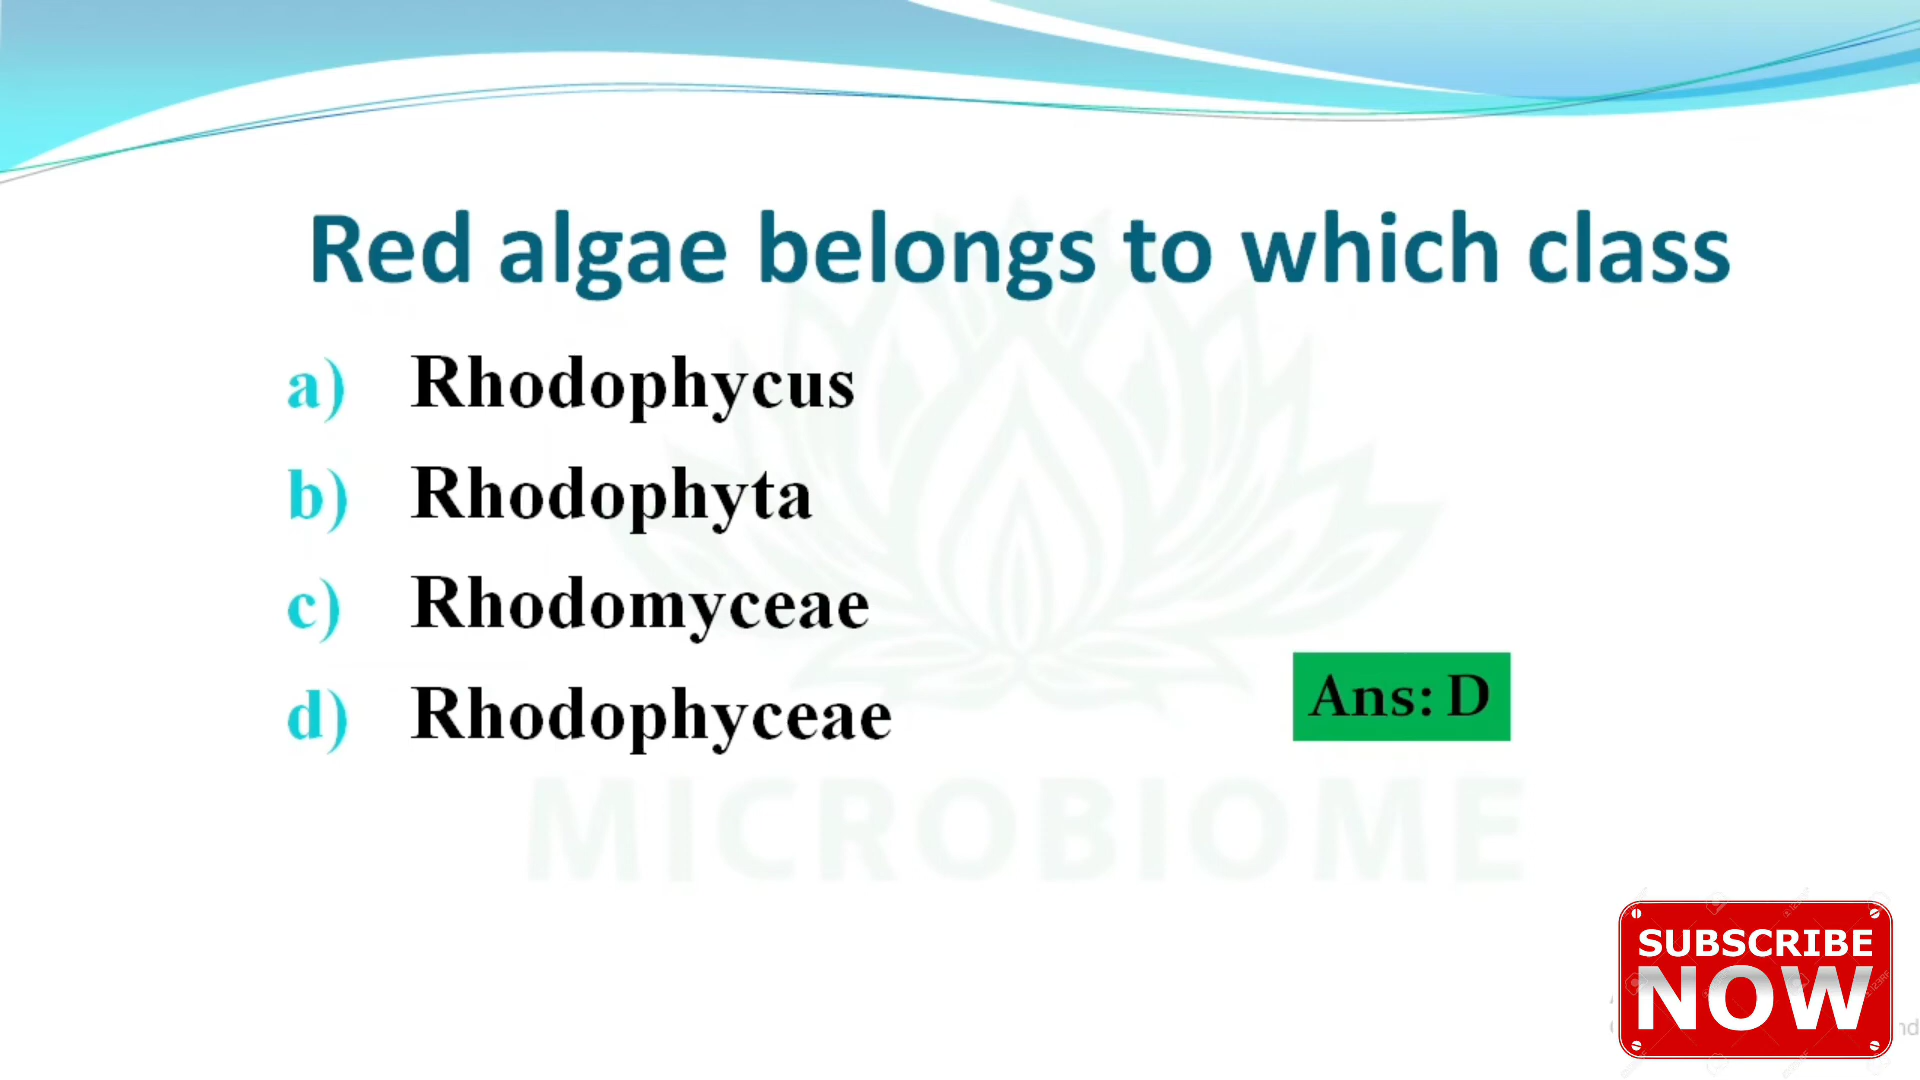 Red algae belongs to which class
a) Rhodophycus
b) Rhodophyta
c) Rhodomyceae
d) Rhodophyceae
Ans: D
MICROBIOME
SUBSCRIBE
NOW